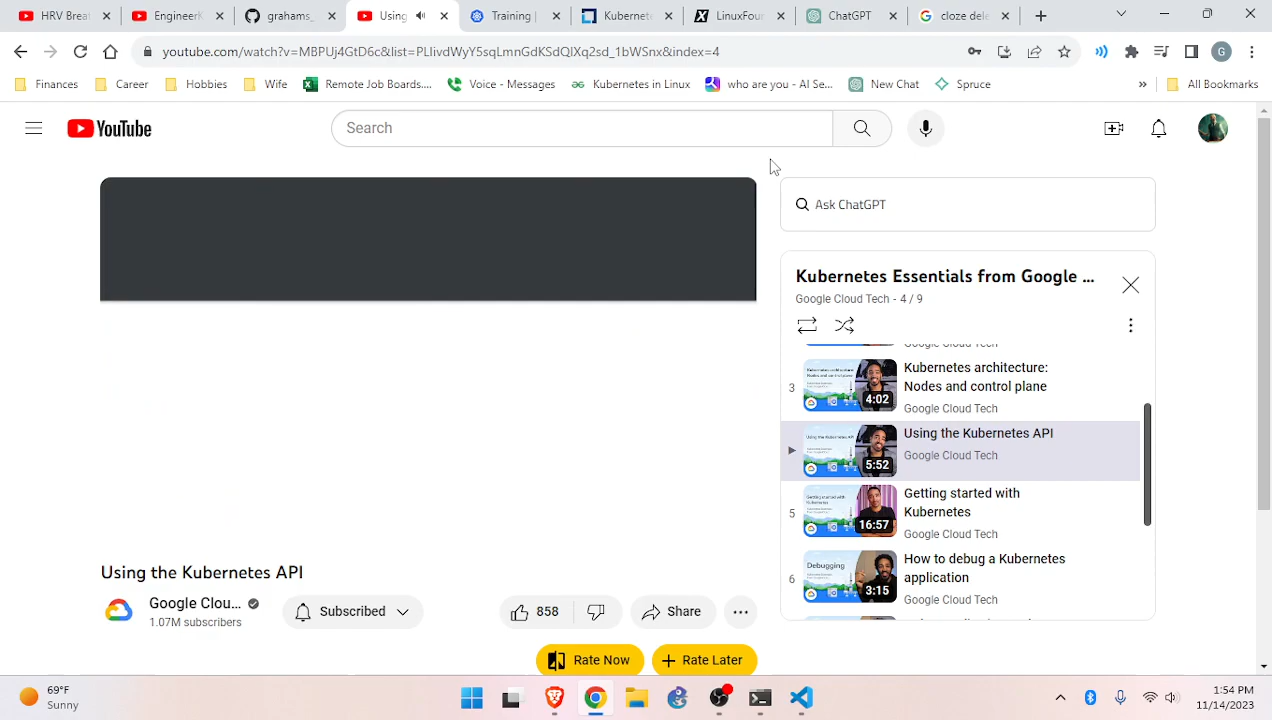 HRV Breat
EngineerK
grahams_
Using
Training |
Kubernet
LinuxFour
ChatGPT
cloze dele
youtube.com/watch?v=MBPUj4GtD6c&list=PLIivdWyY5sqLmnGdKSdQIXq2sd_1bWSnx&index=4
G
Finances
Career
Hobbies
Wife
Remote Job Boards....
Voice - Messages
Kubernetes in Linux
who are you - AI Se...
New Chat
Spruce
»
All Bookmarks
YouTube
Search
Ask ChatGPT
Kubernetes Essentials from Google ...
Google Cloud Tech - 4 / 9
Google Cloud Tech
3
Kubernetes architecture:
Nodes and control plane
4:02
Google Cloud Tech
Using the Kubernetes API
Google Cloud Tech
5:52
5
Getting started with
Kubernetes
16:57
Google Cloud Tech
6
Debugging
How to debug a Kubernetes
application
3:15
Google Cloud Tech
Using the Kubernetes API
Google Clou...
1.07M subscribers
Subscribed
858
Share
Rate Now
Rate Later
69°F
Sunny
1:54 PM
11/14/2023